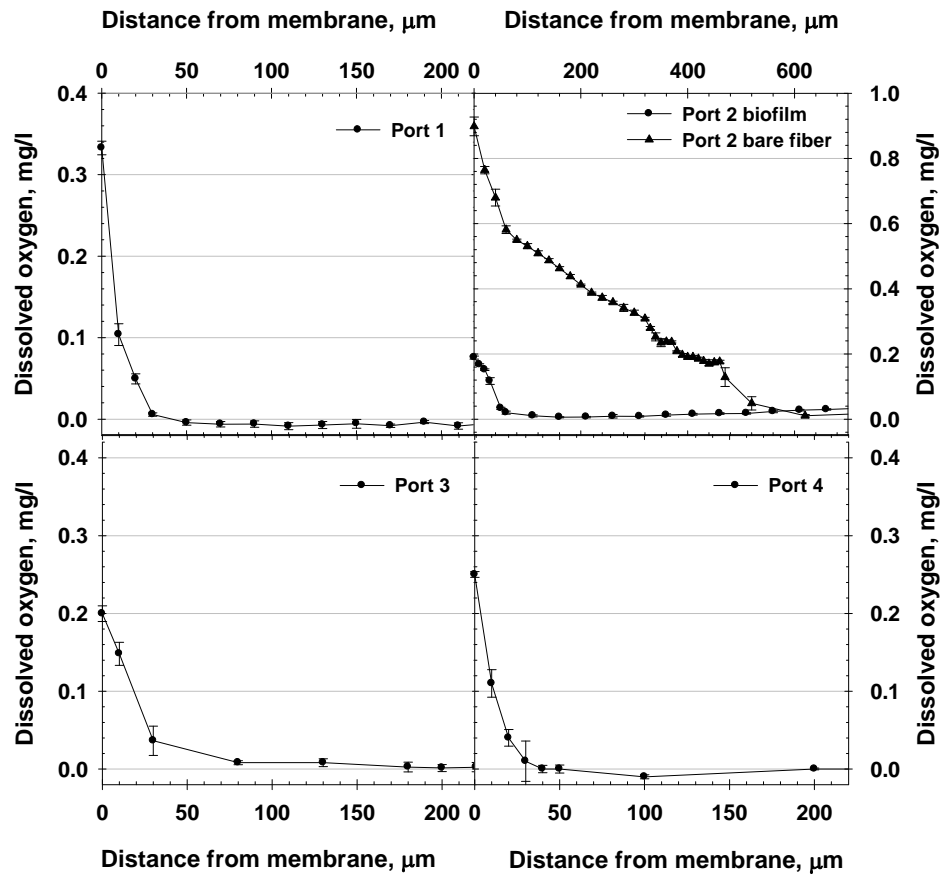 Distance from membrane, μm
Distance from membrane, μm
0 50 100 150 200
0 200 400 600
0.4
0.3
0.2
0.1
0.0
Dissolved oxygen, mg/l
Port 1
Port 2 biofilm
Port 2 bare fiber
1.0
0.8
0.6
0.4
0.2
0.0
Dissolved oxygen, mg/l
0.4
0.3
0.2
0.1
0.0
Dissolved oxygen, mg/l
Port 3
Port 4
0.4
0.3
0.2
0.1
0.0
Dissolved oxygen, mg/l
0 50 100 150 200
0 50 100 150 200
Distance from membrane, μm
Distance from membrane, μm